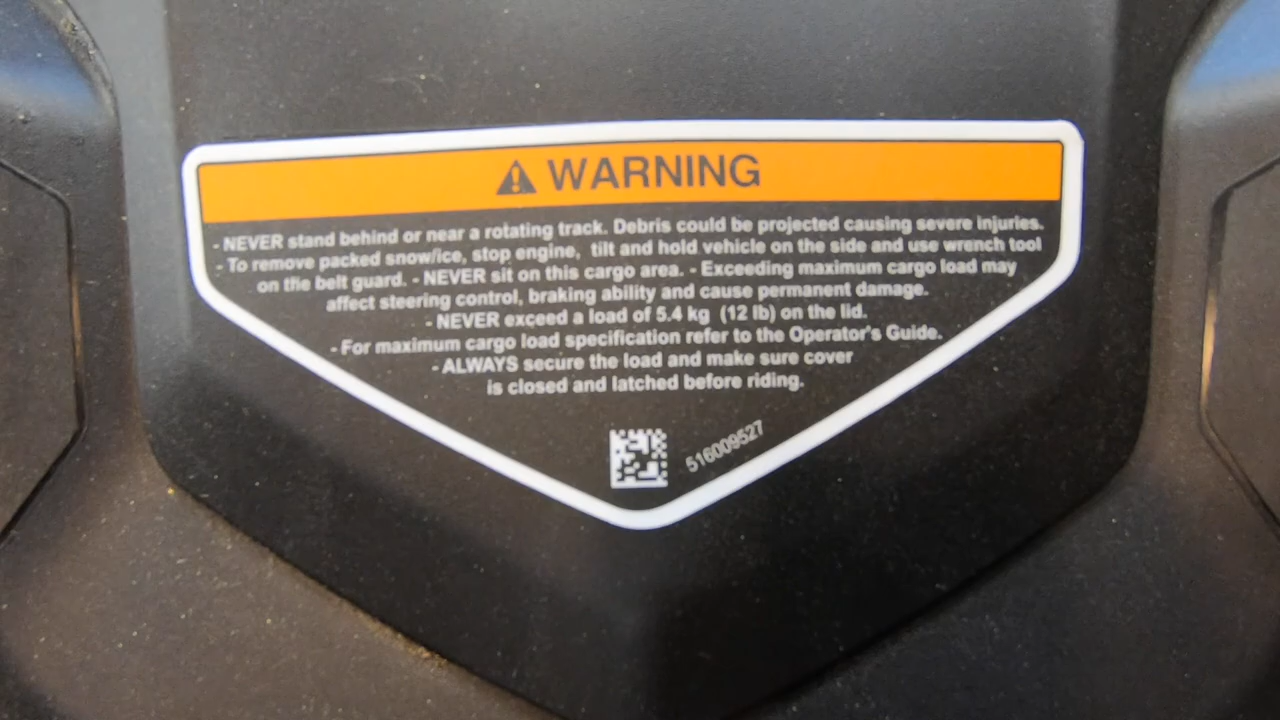 WARNING
- NEVER stand behind or near a rotating track. Debris could be projected causing severe injuries.
- To remove packed snow/ice, stop engine, tilt and hold vehicle on the side and use wrench tool
on the belt guard. - NEVER sit on this cargo area. - Exceeding maximum cargo load may
affect steering control, braking ability and cause permanent damage.
- NEVER exceed a load of 5.4 kg (12 lb) on the lid.
- For maximum cargo load specification refer to the Operator's Guide.
- ALWAYS secure the load and make sure cover
is closed and latched before riding.
516009527